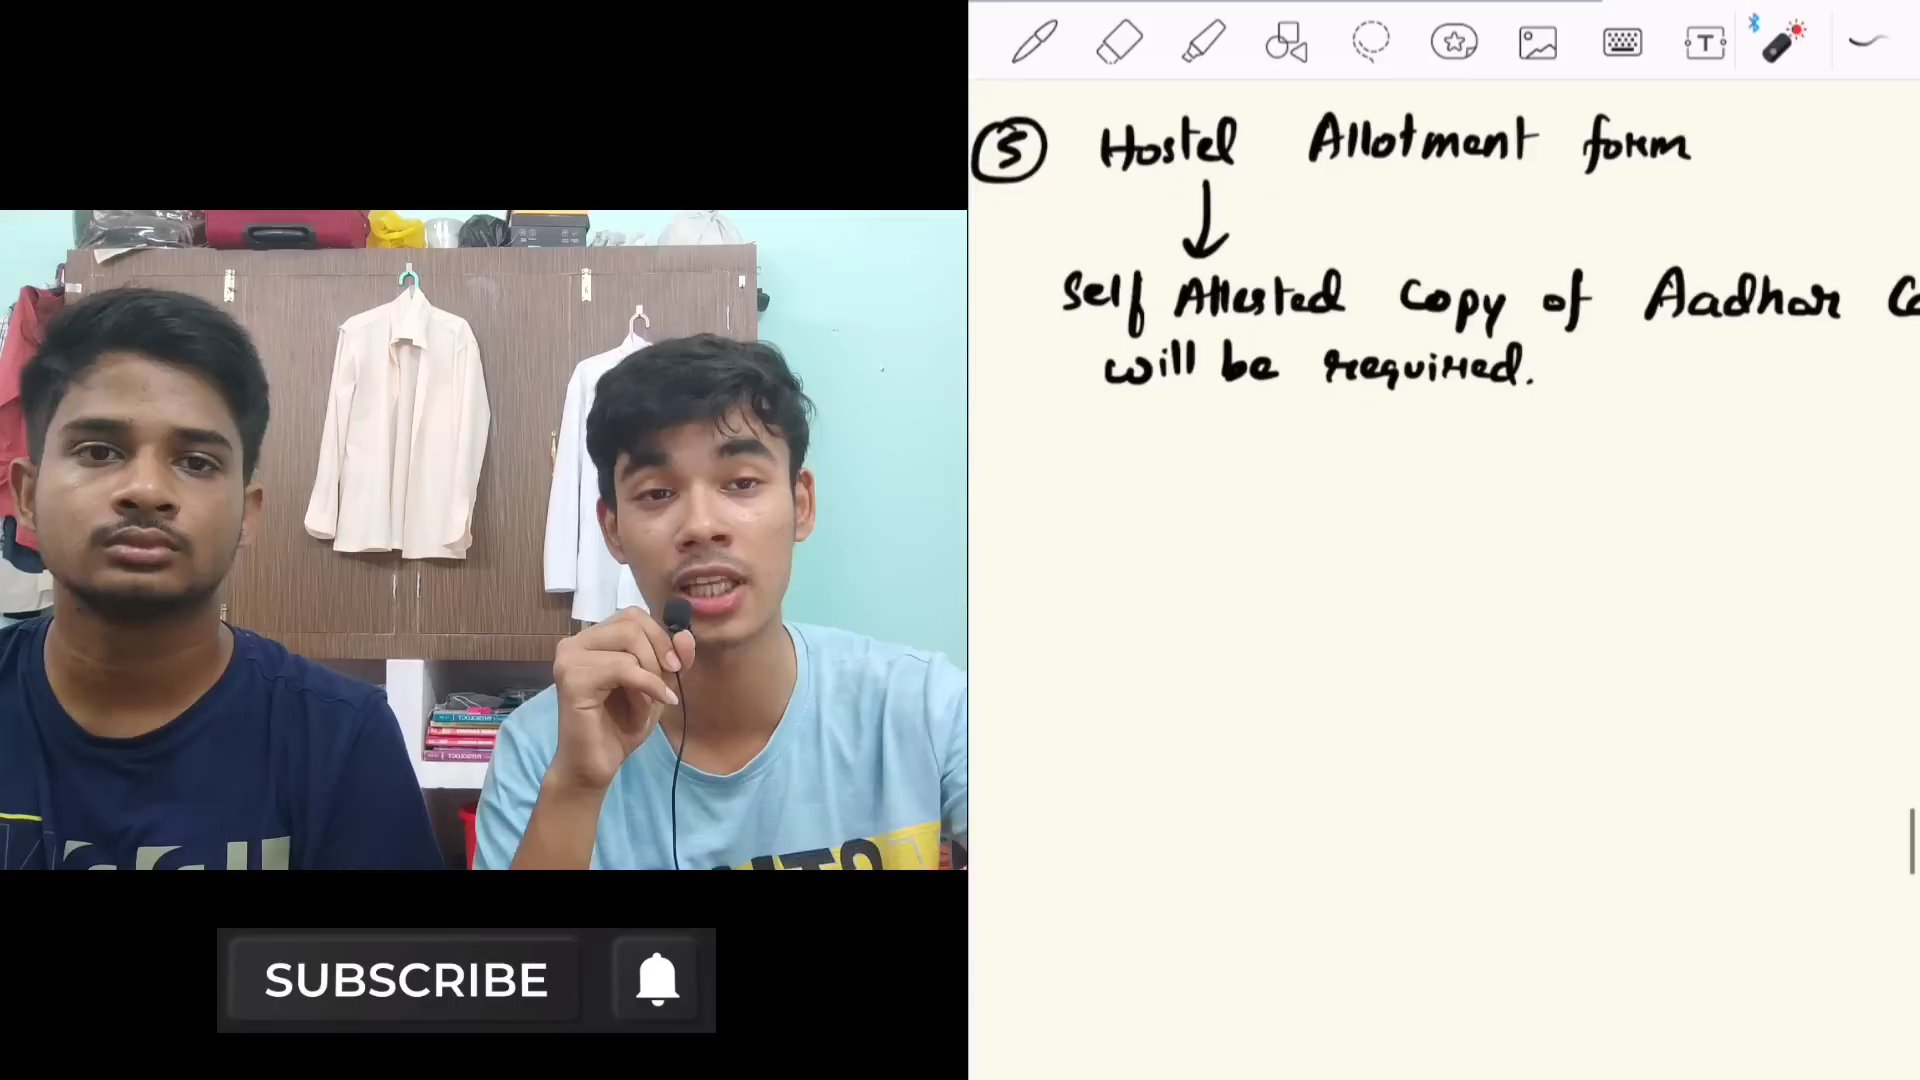 5 Hostel Allotment form
Self Attested copy of Aadhar
will be required.
SUBSCRIBE
T